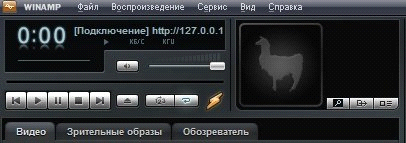 WINAMP Файл Воспроизведение Сервис Вид Справка
0:00 [Подключение] http://127.0.0.1
КБ/С КГЦ
Видео Зрительные образы Обозреватель